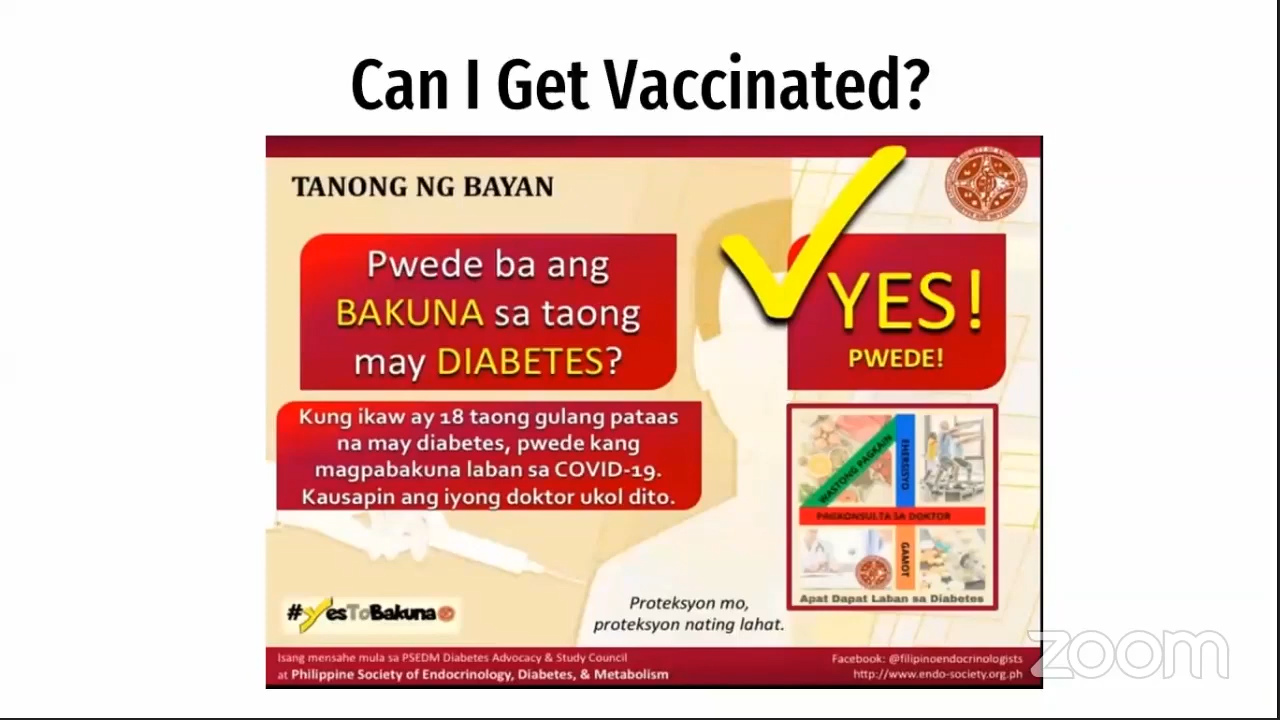 Can I Get Vaccinated?
TANONG NG BAYAN
Pwede ba ang
BAKUNA sa taong
may DIABETES?
YES!
PWEDE!
Kung ikaw ay 18 taong gulang pataas
na may diabetes, pwede kang
magpabakuna laban sa COVID-19.
Kausapin ang iyong doktor ukol dito.
WASTONG PAGKAIN
EHERSISYO
PAGKONSULTA SA DOKTOR
GAMOT
Apat Dapat Laban sa Diabetes
#YesToBakuna
Proteksyon mo,
proteksyon nating lahat.
Isang mensahe mula sa PSEDM Diabetes Advocacy & Study Council
at Philippine Society of Endocrinology, Diabetes, & Metabolism
Facebook: @filipinoendocrinologists
http://www.endo-society.org.ph
zoom